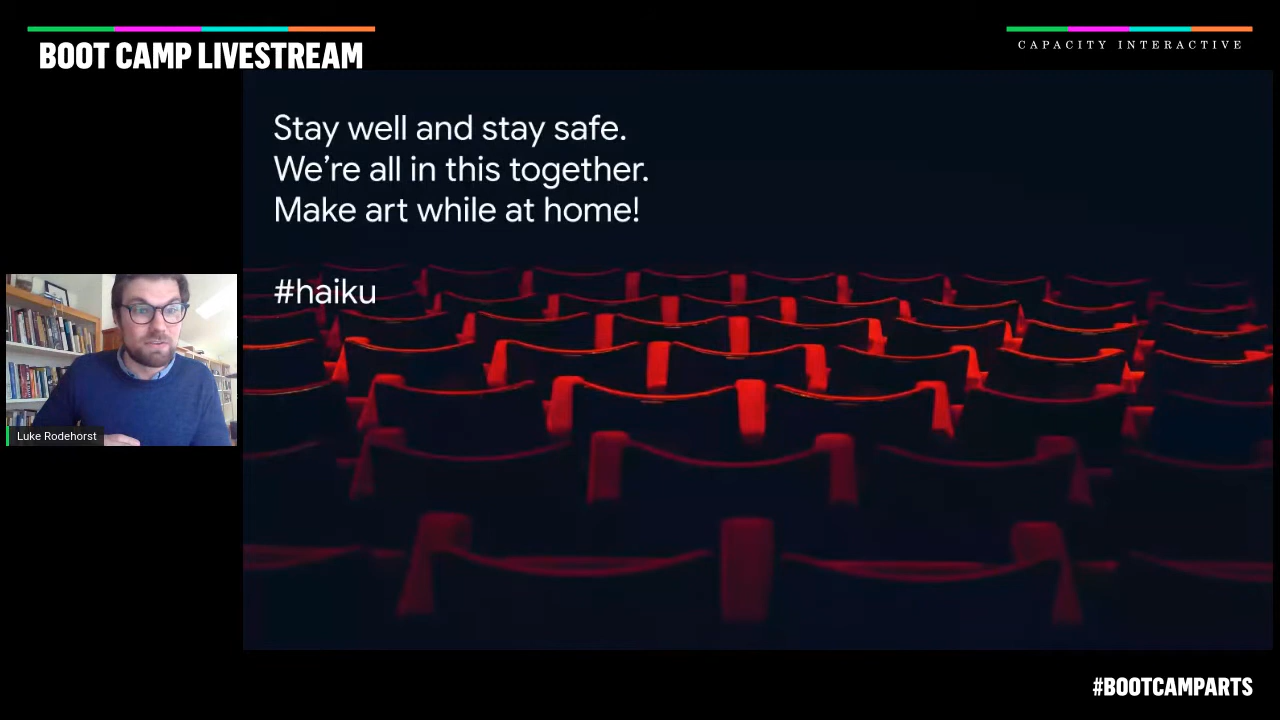 BOOT CAMP LIVESTREAM
CAPACITY INTERACTIVE
Stay well and stay safe.
We’re all in this together.
Make art while at home!
#haiku
Luke Rodehorst
#BOOTCAMPARTS